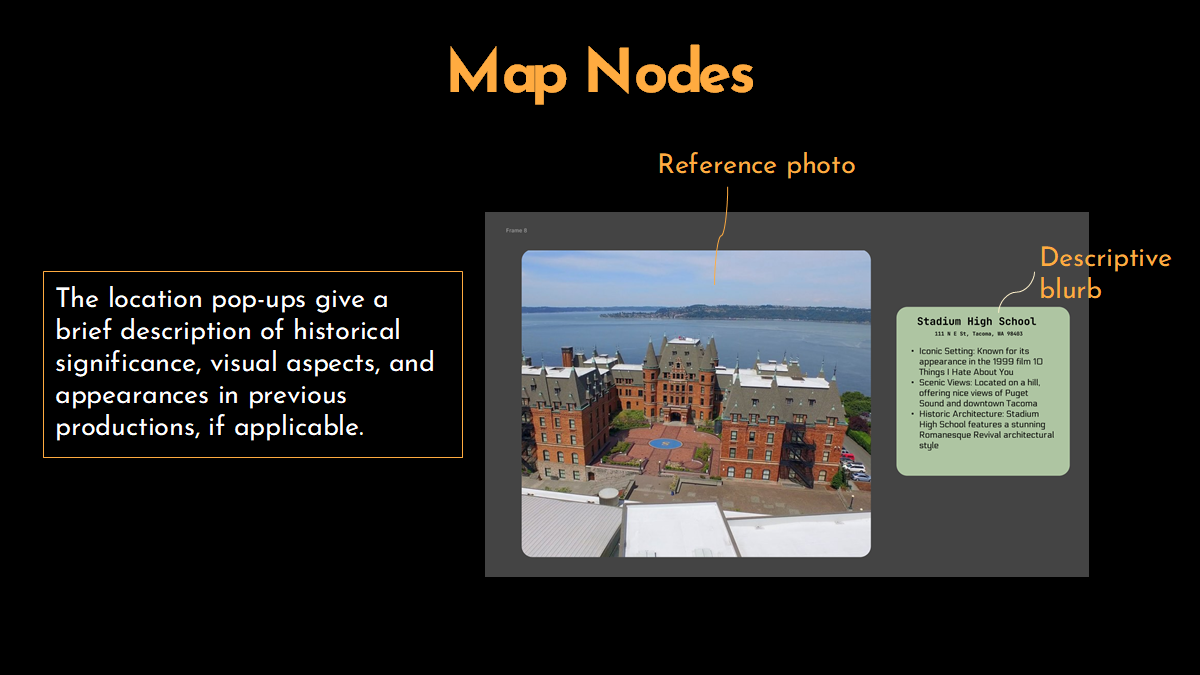 Map Nodes
Reference photo
Frame 8
Descriptive
blurb
The location pop-ups give a
brief description of historical
significance, visual aspects, and
appearances in previous
productions, if applicable.
Stadium High School
111 N E St, Tacoma, WA 98403
• Iconic Setting: Known for its
appearance in the 1999 film 10
Things I Hate About You
• Scenic Views: Located on a hill,
offering nice views of Puget
Sound and downtown Tacoma
• Historic Architecture: Stadium
High School features a stunning
Romanesque Revival architectural
style